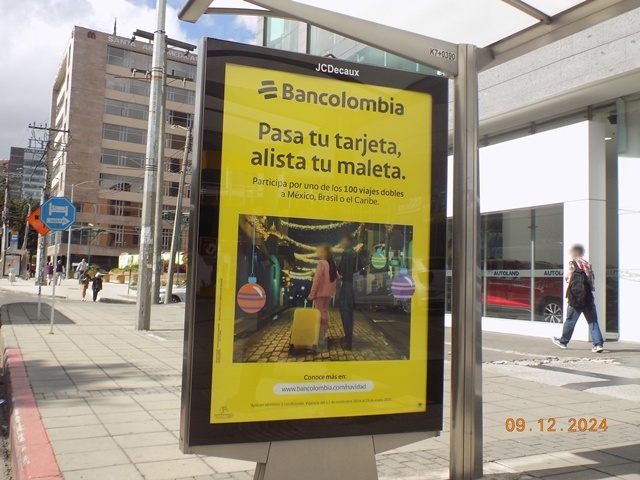 SANTA
K7+0390
JCDecaux
Bancolombia
Pasa tu tarjeta,
alista tu maleta.
Participa por uno de los 100 viajes dobles
a México, Brasil o el Caribe.
AUTOLAND
Conoce más en:
www.bancolombia.com/navidad
09.12.2024